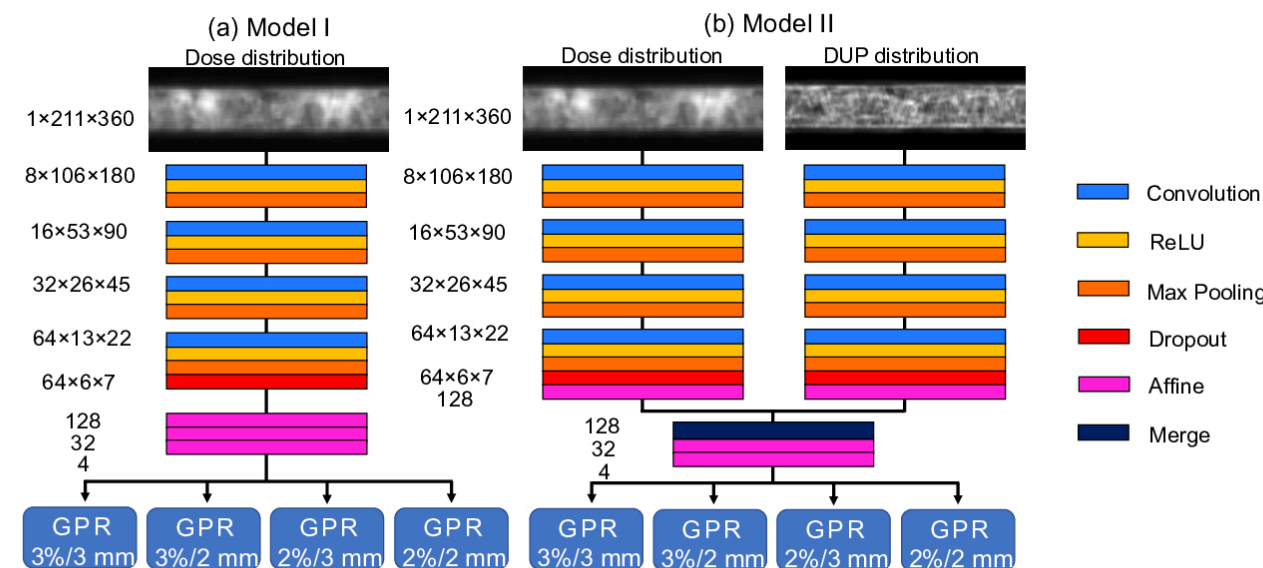 (a) Model I
Dose distribution
1×211×360
8×106×180
16×53×90
32×26×45
64×13×22
64×6×7
128
32
4
GPR
3%/3 mm
GPR
3%/2 mm
GPR
2%/3 mm
GPR
2%/2 mm
(b) Model II
Dose distribution
DUP distribution
1×211×360
8×106×180
16×53×90
32×26×45
64×13×22
64×6×7
128
128
32
4
GPR
3%/3 mm
GPR
3%/2 mm
GPR
2%/3 mm
GPR
2%/2 mm
Convolution
ReLU
Max Pooling
Dropout
Affine
Merge